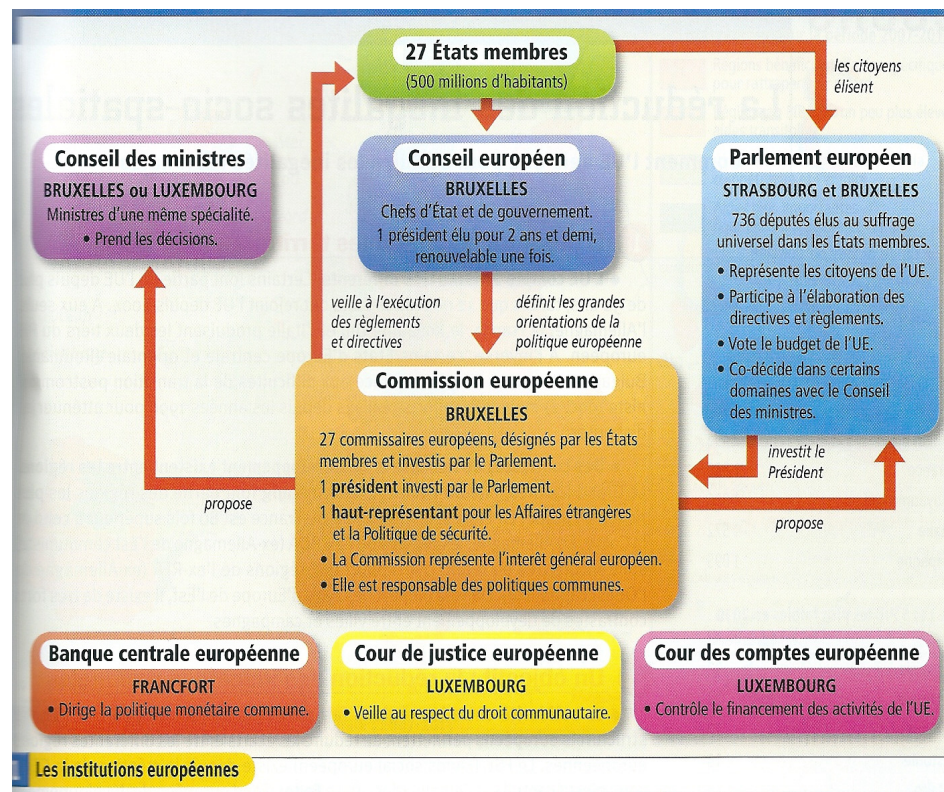 27 États membres
(500 millions d'habitants)
les citoyens
élisent
Conseil des ministres
BRUXELLES ou LUXEMBOURG
Ministres d'une même spécialité.
• Prend les décisions.
Conseil européen
BRUXELLES
Chefs d'État et de gouvernement.
1 président élu pour 2 ans et demi,
renouvelable une fois.
Parlement européen
STRASBOURG et BRUXELLES
736 députés élus au suffrage
universel dans les États membres.
• Représente les citoyens de l'UE.
• Participe à l'élaboration des
directives et règlements.
• Vote le budget de l'UE.
• Co-décide dans certains
domaines avec le Conseil
des ministres.
veille à l'exécution
des règlements
et directives
définit les grandes
orientations de la
politique européenne
Commission européenne
BRUXELLES
27 commissaires européens, désignés par les États
membres et investis par le Parlement.
1 président investi par le Parlement.
1 haut-représentant pour les Affaires étrangères
et la Politique de sécurité.
• La Commission représente l'intérêt général européen.
• Elle est responsable des politiques communes.
propose
investit le
Président
propose
Banque centrale européenne
FRANCFORT
• Dirige la politique monétaire commune.
Cour de justice européenne
LUXEMBOURG
• Veille au respect du droit communautaire.
Cour des comptes européenne
LUXEMBOURG
• Contrôle le financement des activités de l'UE.
1 Les institutions européennes